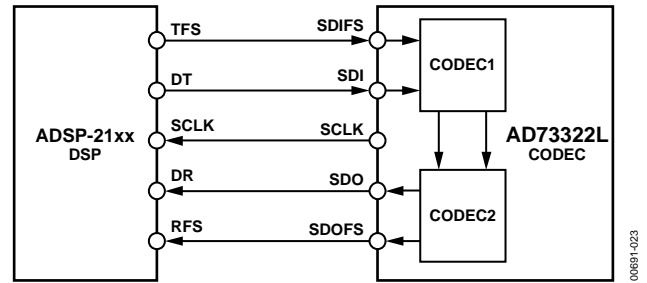 TFS SDIFS
CODEC1
DT SDI
ADSP-21xx
DSP
SCLK SCLK
AD73322L
CODEC
DR SDO
CODEC2
RFS SDOFS
00691-023